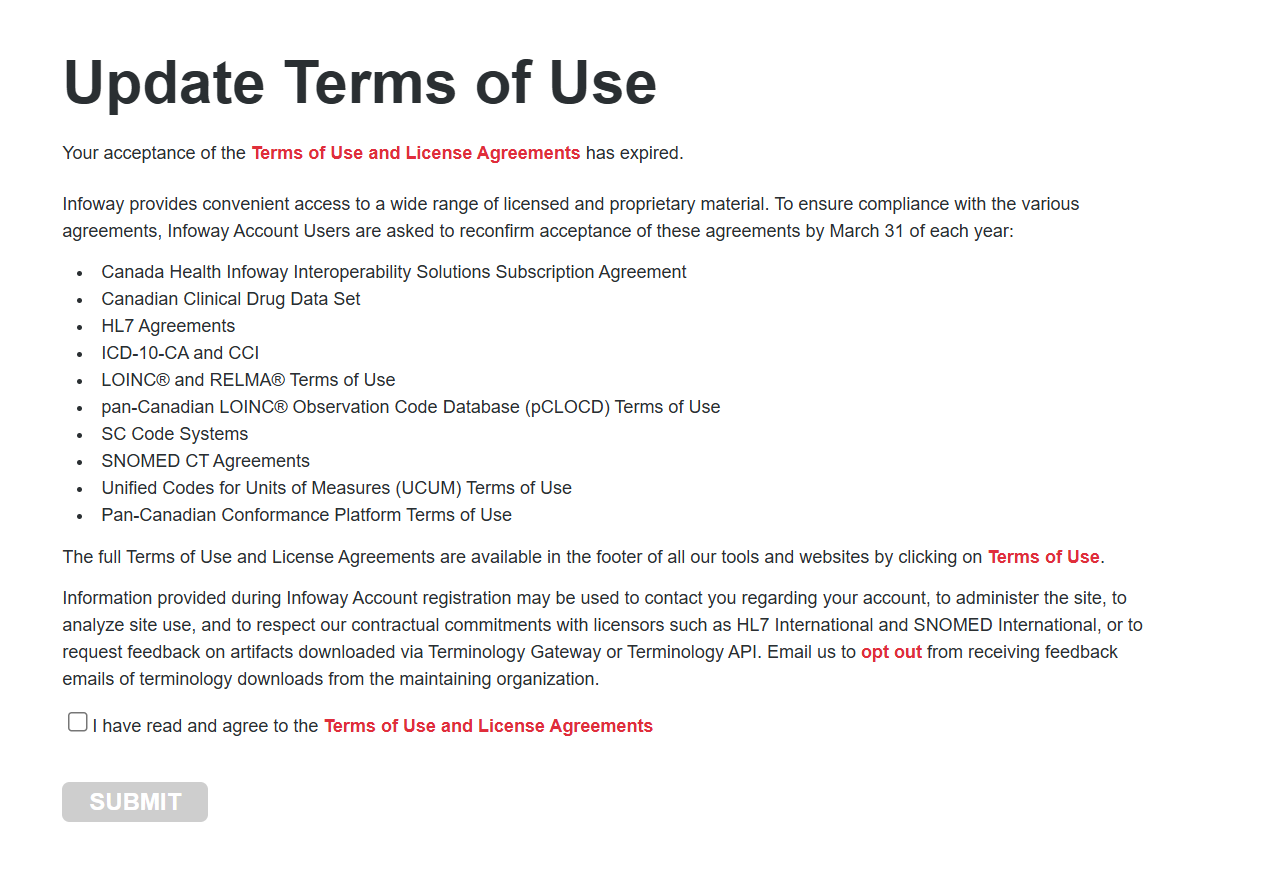 Update Terms of Use
Your acceptance of the Terms of Use and License Agreements has expired.
Infoway provides convenient access to a wide range of licensed and proprietary material. To ensure compliance with the various
agreements, Infoway Account Users are asked to reconfirm acceptance of these agreements by March 31 of each year:
• Canada Health Infoway Interoperability Solutions Subscription Agreement
• Canadian Clinical Drug Data Set
• HL7 Agreements
• ICD-10-CA and CCI
• LOINC® and RELMA® Terms of Use
• pan-Canadian LOINC® Observation Code Database (pCLOCD) Terms of Use
• SC Code Systems
• SNOMED CT Agreements
• Unified Codes for Units of Measures (UCUM) Terms of Use
• Pan-Canadian Conformance Platform Terms of Use
The full Terms of Use and License Agreements are available in the footer of all our tools and websites by clicking on Terms of Use.
Information provided during Infoway Account registration may be used to contact you regarding your account, to administer the site, to
analyze site use, and to respect our contractual commitments with licensors such as HL7 International and SNOMED International, or to
request feedback on artifacts downloaded via Terminology Gateway or Terminology API. Email us to opt out from receiving feedback
emails of terminology downloads from the maintaining organization.
I have read and agree to the Terms of Use and License Agreements
SUBMIT